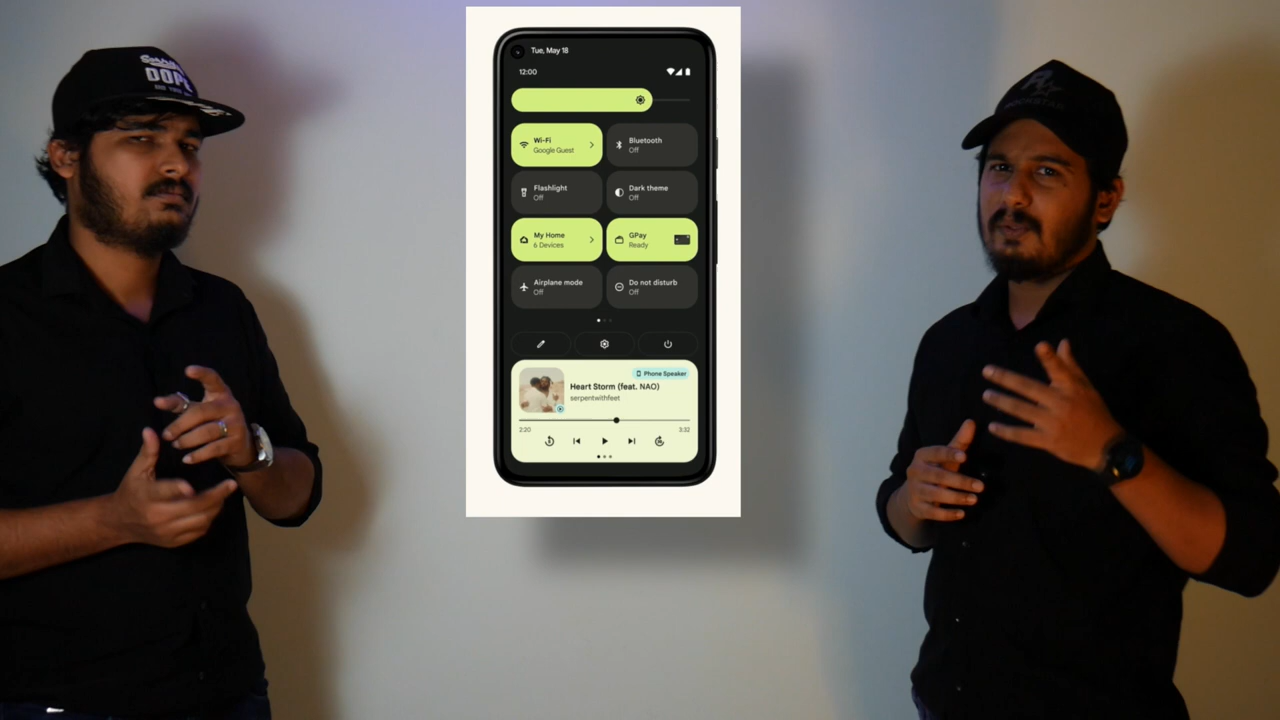 DOPE
Tue, May 18
12:00
Wi-Fi
Google Guest
Bluetooth
Off
Flashlight
Off
Dark theme
Off
My Home
6 Devices
GPay
Ready
Airplane mode
Off
Do not disturb
Off
Phone Speaker
Heart Storm (feat. NAO)
serpentwithfeet
2:20
3:32